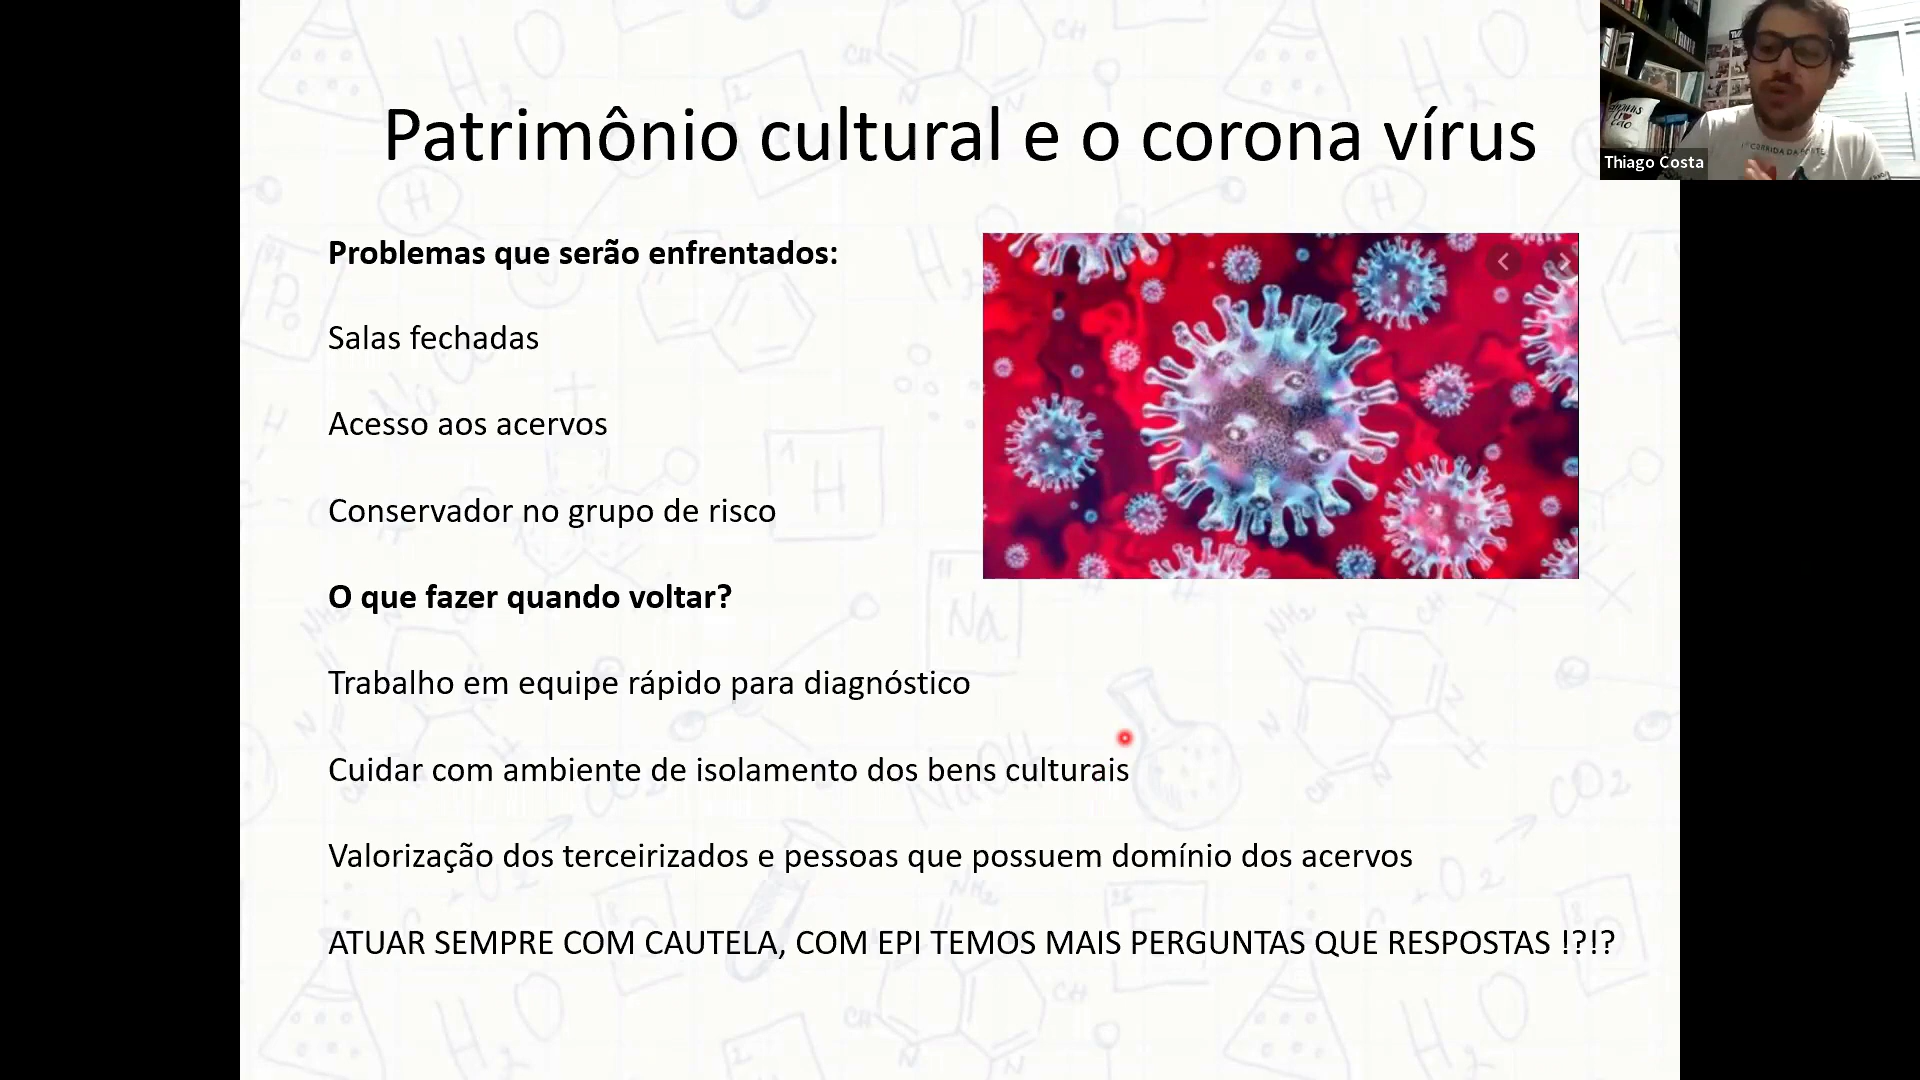 Patrimônio cultural e o corona vírus
Thiago Costa
Problemas que serão enfrentados:
Salas fechadas
Acesso aos acervos
Conservador no grupo de risco
O que fazer quando voltar?
Trabalho em equipe rápido para diagnóstico
Cuidar com ambiente de isolamento dos bens culturais
Valorização dos terceirizados e pessoas que possuem domínio dos acervos
ATUAR SEMPRE COM CAUTELA, COM EPI TEMOS MAIS PERGUNTAS QUE RESPOSTAS !?!?